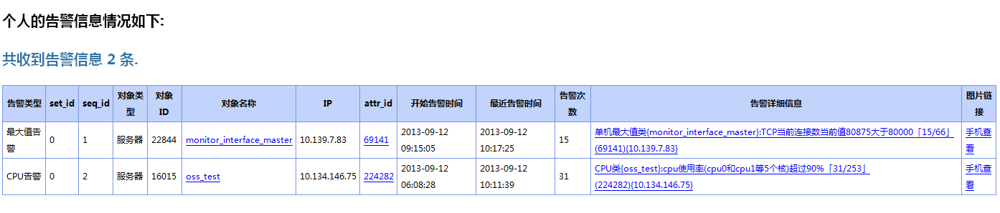 个人的告警信息情况如下:
共收到告警信息 2 条.
告警类型 set_id seq_id 对象类型 对象ID 对象名称 IP attr_id 开始告警时间 最近告警时间 告警次数 告警详细信息 图片链接
最大值告警 0 1 服务器 22844 monitor_interface_master 10.139.7.83 69141 2013-09-12 09:15:05 2013-09-12 10:17:25 15 单机最大值类{monitor_interface_master}:TCP当前连接数当前值80875大于80000「15/66」(69141){10.139.7.83} 手机查看
CPU告警 0 2 服务器 16015 oss_test 10.134.146.75 224282 2013-09-12 06:08:28 2013-09-12 10:11:39 31 CPU类{oss_test}:cpu使用率(cpu0和cpu1等5个核)超过90%「31/253」(224282){10.134.146.75} 手机查看